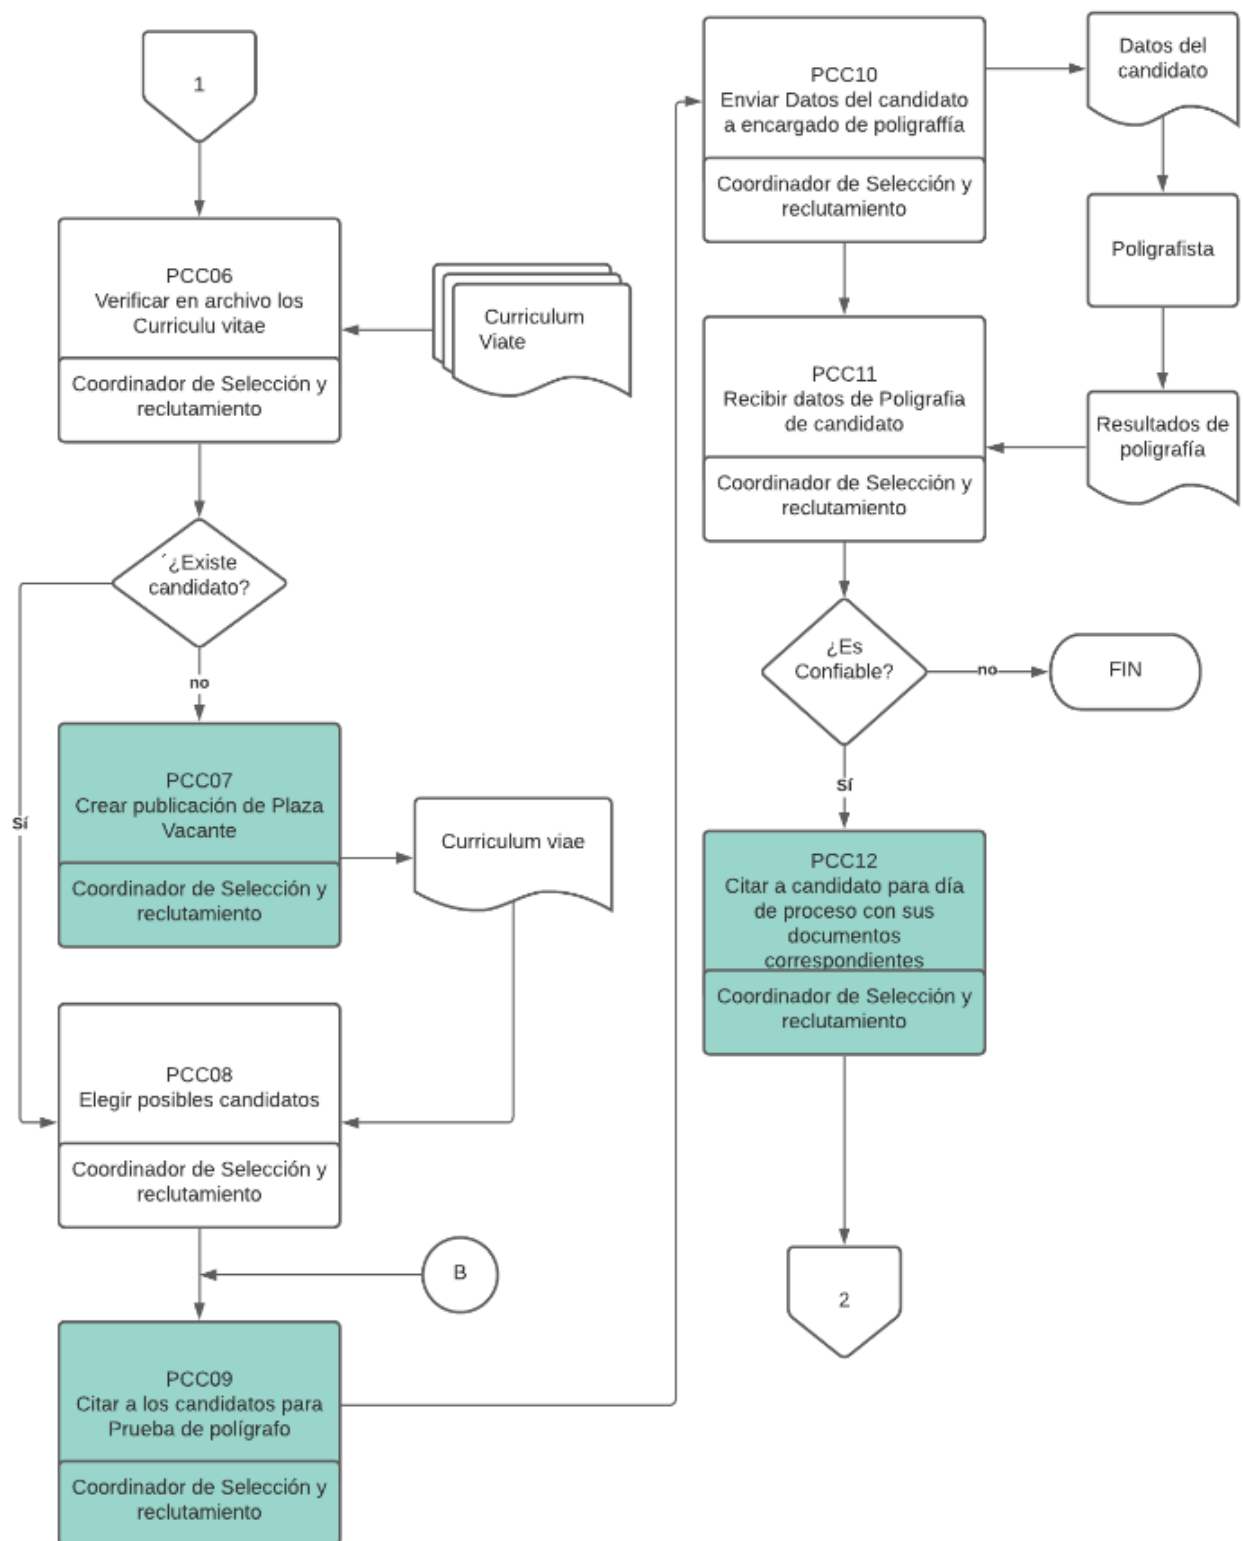 1
PCC06
Verificar en archivo los
Curriculu vitae
Coordinador de Selección y
reclutamiento
Curriculum
Viate
´¿Existe
candidato?
no
Sí
PCC07
Crear publicación de Plaza
Vacante
Coordinador de Selección y
reclutamiento
Curriculum viae
PCC08
Elegir posibles candidatos
Coordinador de Selección y
reclutamiento
B
PCC09
Citar a los candidatos para
Prueba de polígrafo
Coordinador de Selección y
reclutamiento
PCC10
Enviar Datos del candidato
a encargado de poligraffía
Coordinador de Selección y
reclutamiento
Datos del
candidato
Poligrafista
Resultados de
poligrafía
PCC11
Recibir datos de Poligrafia
de candidato
Coordinador de Selección y
reclutamiento
¿Es
Confiable?
no
FIN
Sí
PCC12
Citar a candidato para día
de proceso con sus
documentos
correspondientes
Coordinador de Selección y
reclutamiento
2